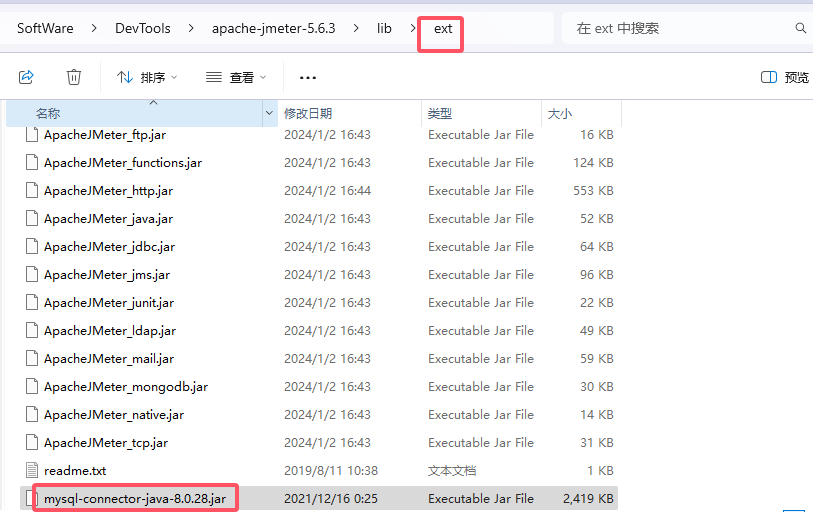 SoftWare > DevTools > apache-jmeter-5.6.3 > lib > ext 在 ext 中搜索
排序 查看 ... 预览
名称 修改日期 类型 大小
ApacheJMeter_ftp.jar 2024/1/2 16:43 Executable Jar File 16 KB
ApacheJMeter_functions.jar 2024/1/2 16:43 Executable Jar File 124 KB
ApacheJMeter_http.jar 2024/1/2 16:44 Executable Jar File 553 KB
ApacheJMeter_java.jar 2024/1/2 16:43 Executable Jar File 52 KB
ApacheJMeter_jdbc.jar 2024/1/2 16:43 Executable Jar File 64 KB
ApacheJMeter_jms.jar 2024/1/2 16:43 Executable Jar File 96 KB
ApacheJMeter_junit.jar 2024/1/2 16:43 Executable Jar File 22 KB
ApacheJMeter_ldap.jar 2024/1/2 16:43 Executable Jar File 49 KB
ApacheJMeter_mail.jar 2024/1/2 16:43 Executable Jar File 59 KB
ApacheJMeter_mongodb.jar 2024/1/2 16:43 Executable Jar File 30 KB
ApacheJMeter_native.jar 2024/1/2 16:43 Executable Jar File 14 KB
ApacheJMeter_tcp.jar 2024/1/2 16:43 Executable Jar File 31 KB
readme.txt 2019/8/11 10:38 文本文档 1 KB
mysql-connector-java-8.0.28.jar 2021/12/16 0:25 Executable Jar File 2,419 KB